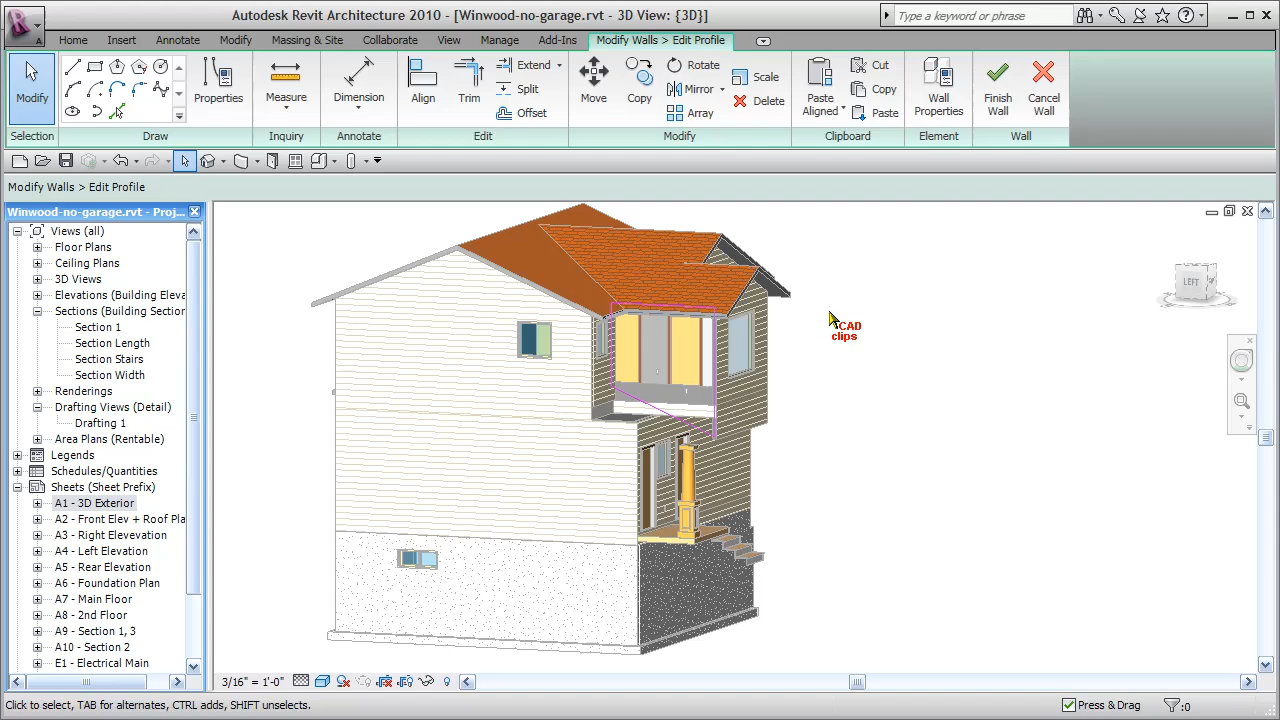 Autodesk Revit Architecture 2010 - [Winwood-no-garage.rvt - 3D View: {3D}]
Type a keyword or phrase
Home Insert Annotate Modify Massing & Site Collaborate View Manage Add-Ins Modify Walls > Edit Profile
Modify
Properties
Measure
Dimension
Align
Trim
Extend
Split
Offset
Move
Copy
Rotate
Mirror
Array
Scale
Delete
Paste
Aligned
Cut
Copy
Paste
Wall
Properties
Finish
Wall
Cancel
Wall
Selection Draw Inquiry Annotate Edit Modify Clipboard Element Wall
Modify Walls > Edit Profile
Winwood-no-garage.rvt - Proj...
Views (all)
Floor Plans
Ceiling Plans
3D Views
Elevations (Building Eleva
Sections (Building Section
Section 1
Section Length
Section Stairs
Section Width
Renderings
Drafting Views (Detail)
Drafting 1
Area Plans (Rentable)
Legends
Schedules/Quantities
Sheets (Sheet Prefix)
A1 - 3D Exterior
A2 - Front Elev + Roof Pla
A3 - Right Elevevation
A4 - Left Elevation
A5 - Rear Elevation
A6 - Foundation Plan
A7 - Main Floor
A8 - 2nd Floor
A9 - Section 1, 3
A10 - Section 2
E1 - Electrical Main
LEFT
CAD
clips
3/16" = 1'-0"
Click to select, TAB for alternates, CTRL adds, SHIFT unselects.
Press & Drag
:0